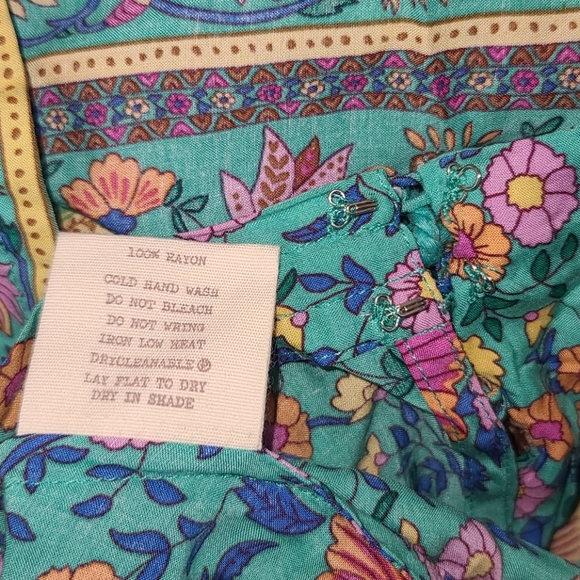 100% RAYON
COLD HAND WASH
DO NOT BLEACH
DO NOT WRING
IRON LOW HEAT
DRYCLEANABLE Ⓟ
LAY FLAT TO DRY
DRY IN SHADE